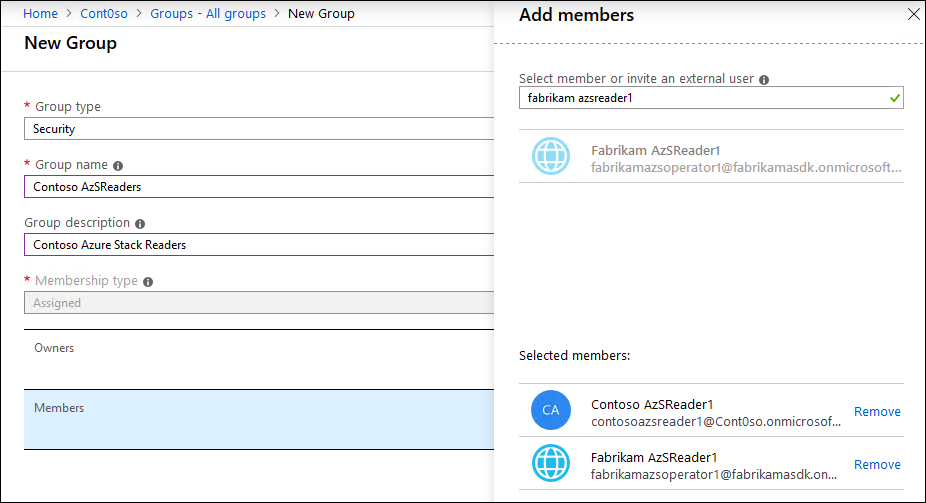 Home > Cont0so > Groups - All groups > New Group
New Group
* Group type
Security
* Group name
Contoso AzSReaders
Group description
Contoso Azure Stack Readers
* Membership type
Assigned
Owners
Members
Add members
Select member or invite an external user
fabrikam azsreader1
Fabrikam AzSReader1
fabrikamazsoperator1@fabrikamasdk.onmicrosoft...
Selected members:
CA
Contoso AzSReader1
contosoazsreader1@Cont0so.onmicrosof...
Remove
Fabrikam AzSReader1
fabrikamazsoperator1@fabrikamasdk.on...
Remove